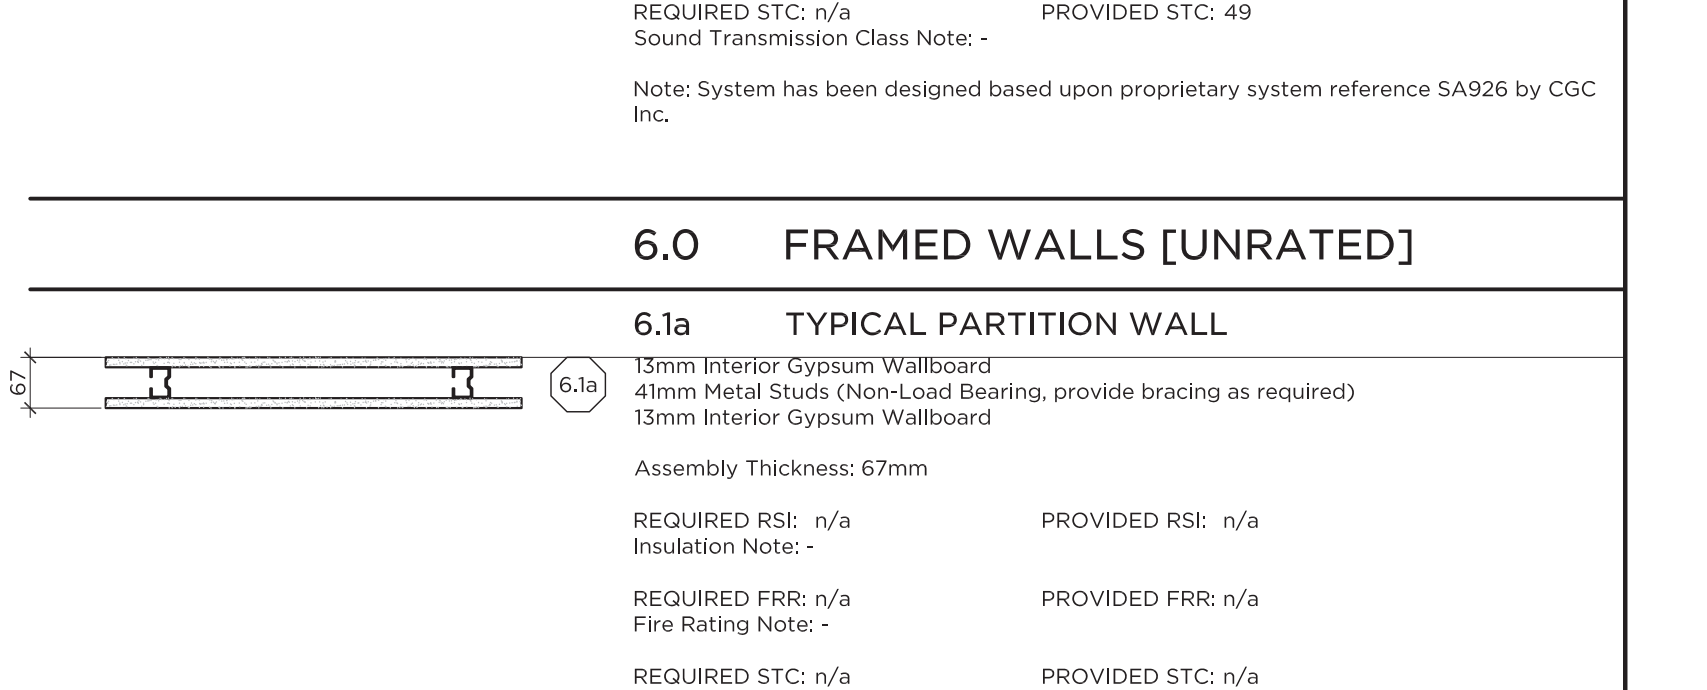 REQUIRED STC: n/a PROVIDED STC: 49
Sound Transmission Class Note: -
Note: System has been designed based upon proprietary system reference SA926 by CGC
Inc.
6.0 FRAMED WALLS [UNRATED]
6.1a TYPICAL PARTITION WALL
67
6.1a
13mm Interior Gypsum Wallboard
41mm Metal Studs (Non-Load Bearing, provide bracing as required)
13mm Interior Gypsum Wallboard
Assembly Thickness: 67mm
REQUIRED RSI: n/a PROVIDED RSI: n/a
Insulation Note: -
REQUIRED FRR: n/a PROVIDED FRR: n/a
Fire Rating Note: -
REQUIRED STC: n/a PROVIDED STC: n/a